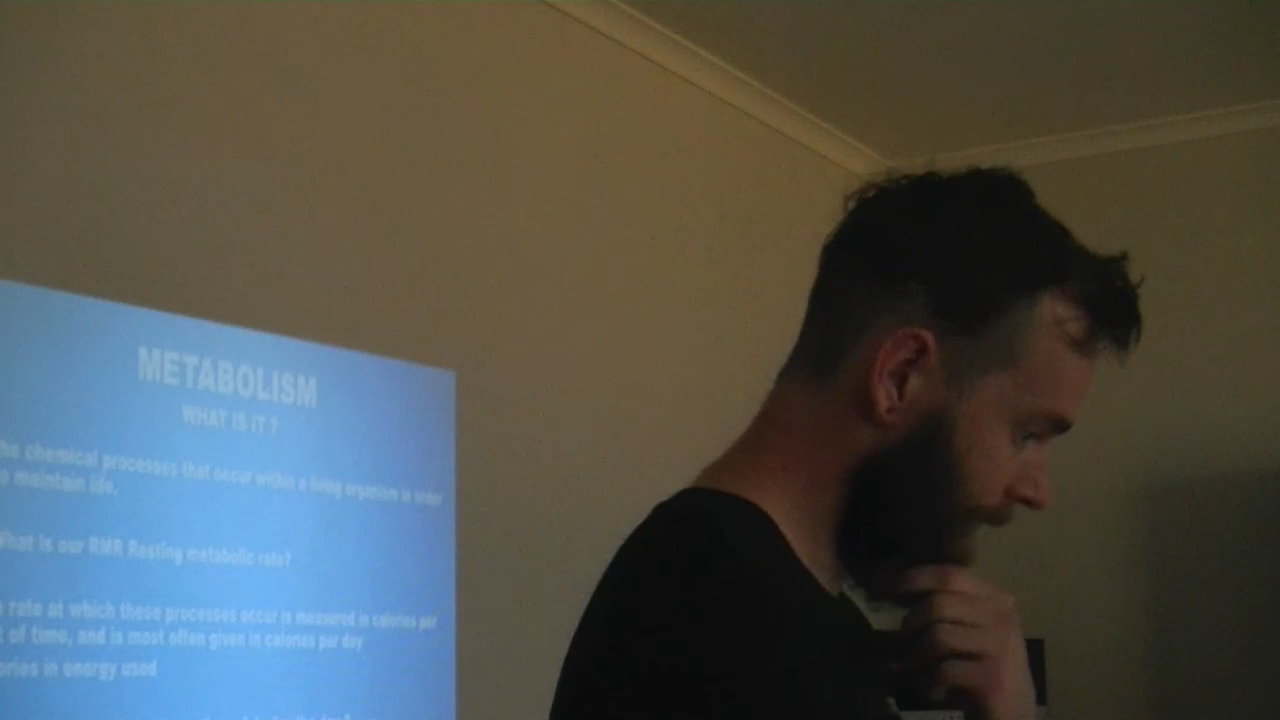 METABOLISM
WHAT IS IT ?
he chemical processes that occur within a living organism in order
o maintain life.
What is our RMR Resting metabolic rate?
rate at which these processes occur is measured in calories per
t of time, and is most often given in calories per day
ories in energy used